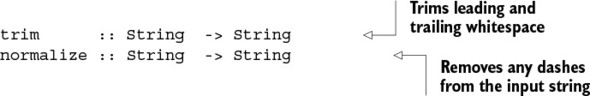 Trims leading and
trailing whitespace
trim      :: String  -> String
normalize :: String  -> String
Removes any dashes
from the input string